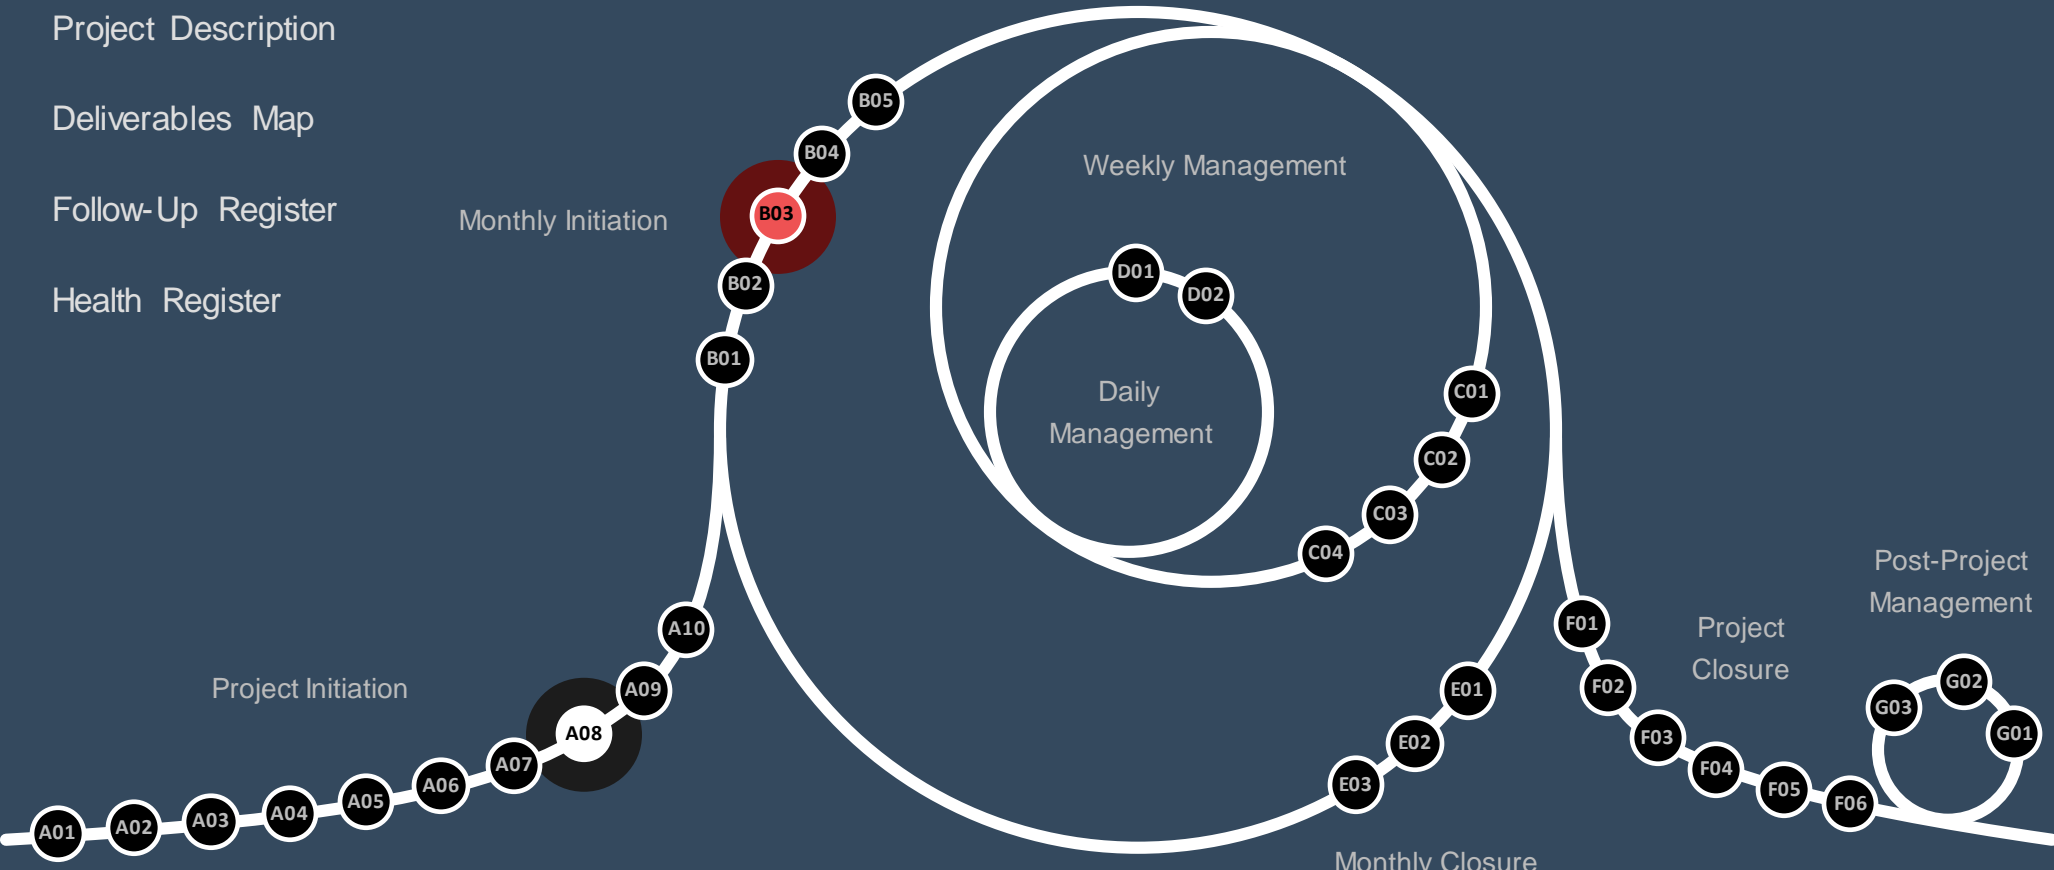 Project Description
Deliverables Map
Follow-Up Register
Health Register
Monthly Initiation
B05
B04
B03
B02
B01
Weekly Management
D01
D02
Daily
Management
C01
C02
C03
C04
Project Initiation
A01
A02
A03
A04
A05
A06
A07
A08
A09
A10
E01
E02
E03
Monthly Closure
F01
F02
F03
F04
F05
F06
Project
Closure
Post-Project
Management
G03
G02
G01